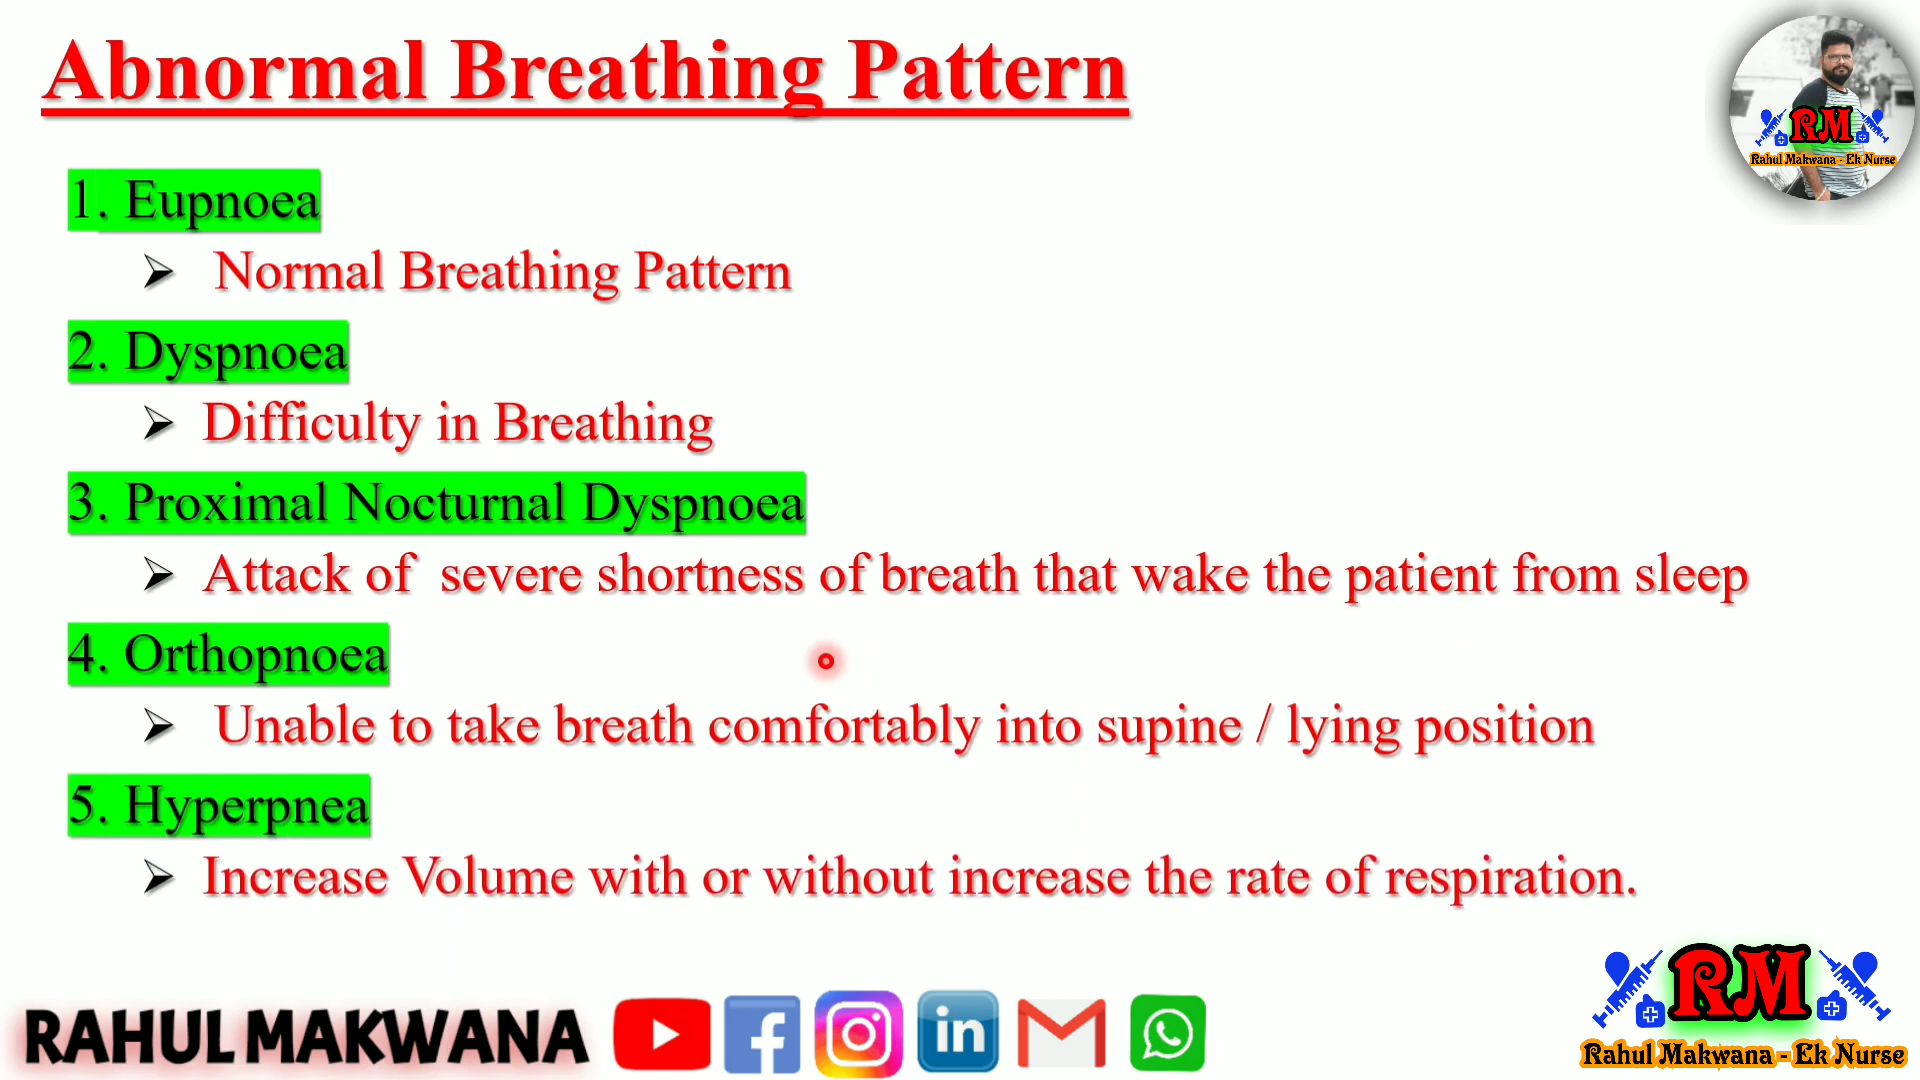 Abnormal Breathing Pattern
RM
Rahul Makwana - Ek Nurse
1. Eupnoea
➢ Normal Breathing Pattern
2. Dyspnoea
➢ Difficulty in Breathing
3. Proximal Nocturnal Dyspnoea
➢ Attack of severe shortness of breath that wake the patient from sleep
4. Orthopnoea
➢ Unable to take breath comfortably into supine / lying position
5. Hyperpnea
➢ Increase Volume with or without increase the rate of respiration.
RAHUL MAKWANA
f
in
RM
Rahul Makwana - Ek Nurse